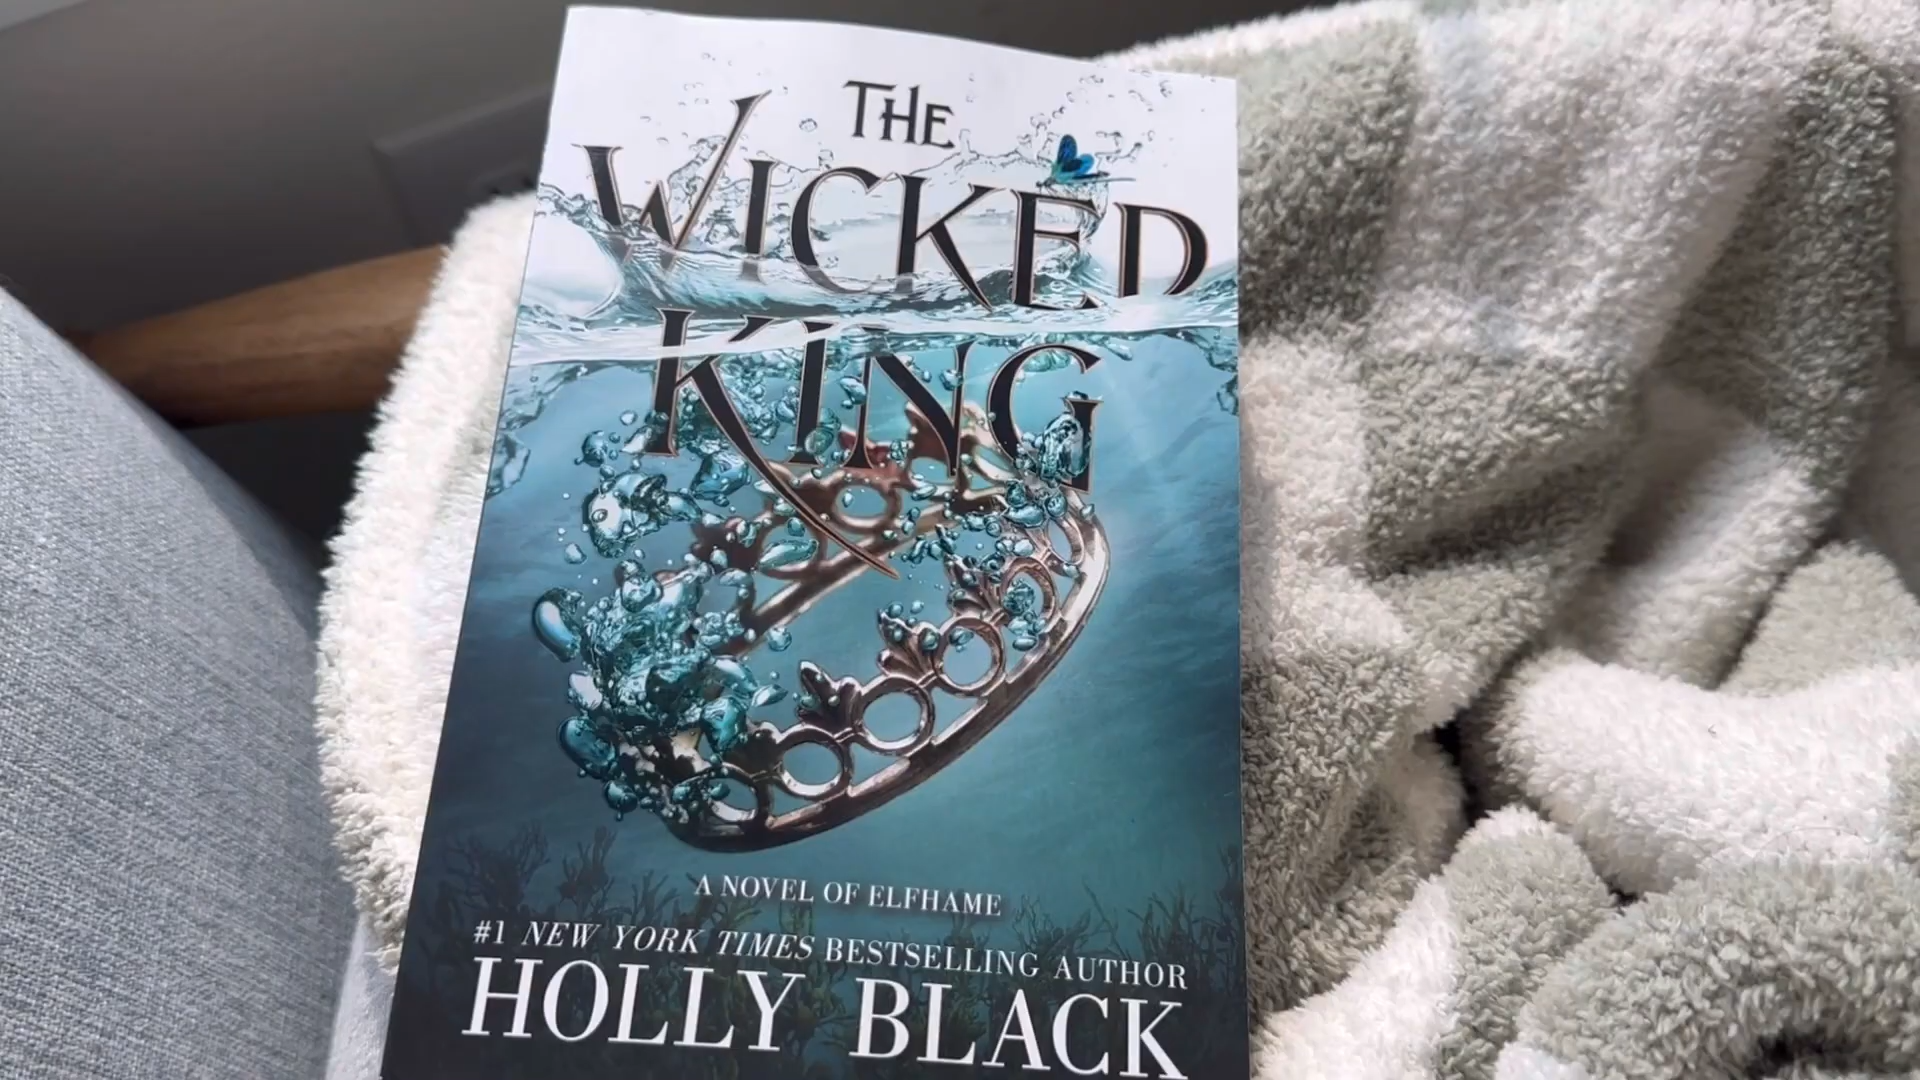 THE
WICKED
KING
A NOVEL OF ELFHAME
#1 NEW YORK TIMES BESTSELLING AUTHOR
HOLLY BLACK